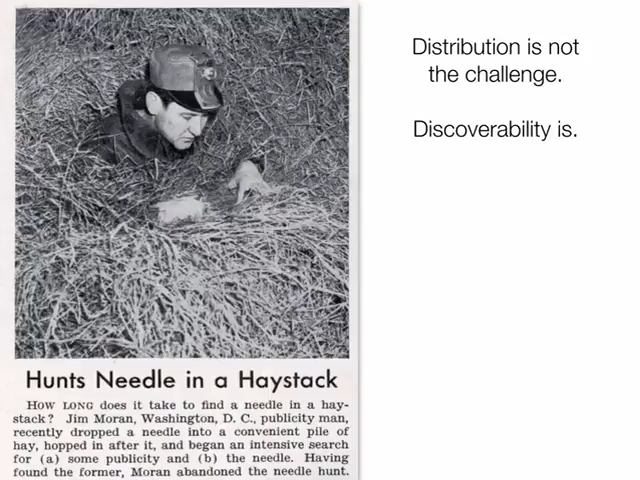 Distribution is not
the challenge.
Discoverability is.
Hunts Needle in a Haystack
HOW LONG does it take to find a needle in a hay-
stack? Jim Moran, Washington, D. C., publicity man,
recently dropped a needle into a convenient pile of
hay, hopped in after it, and began an intensive search
for (a) some publicity and (b) the needle. Having
found the former, Moran abandoned the needle hunt.